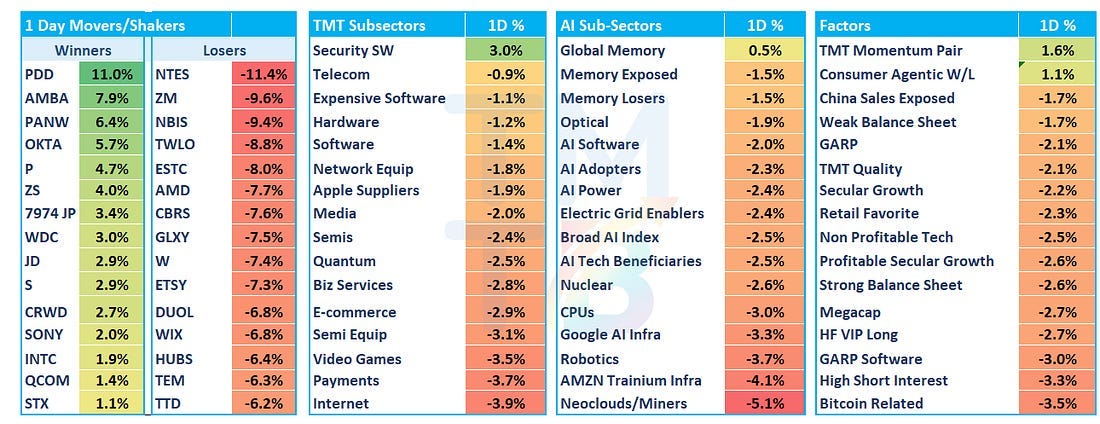 1 Day Movers/Shakers
Winners Losers
PDD 11.0% NTES -11.4%
AMBA 7.9% ZM -9.6%
PANW 6.4% NBIS -9.4%
OKTA 5.7% TWLO -8.8%
P 4.7% ESTC -8.0%
ZS 4.0% AMD -7.7%
7974 JP 3.4% CBRS -7.6%
WDC 3.0% GLXY -7.5%
JD 2.9% W -7.4%
S 2.9% ETSY -7.3%
CRWD 2.7% DUOL -6.8%
SONY 2.0% WIX -6.8%
INTC 1.9% HUBS -6.4%
QCOM 1.4% TEM -6.3%
STX 1.1% TTD -6.2%
TMT Subsectors 1D %
Security SW 3.0%
Telecom -0.9%
Expensive Software -1.1%
Hardware -1.2%
Software -1.4%
Network Equip -1.8%
Apple Suppliers -1.9%
Media -2.0%
Semis -2.4%
Quantum -2.5%
Biz Services -2.8%
E-commerce -2.9%
Semi Equip -3.1%
Video Games -3.5%
Payments -3.7%
Internet -3.9%
AI Sub-Sectors 1D %
Global Memory 0.5%
Memory Exposed -1.5%
Memory Losers -1.5%
Optical -1.9%
AI Software -2.0%
AI Adopters -2.3%
AI Power -2.4%
Electric Grid Enablers -2.4%
Broad AI Index -2.5%
AI Tech Beneficiaries -2.5%
Nuclear -2.6%
CPUs -3.0%
Google AI Infra -3.3%
Robotics -3.7%
AMZN Trainium Infra -4.1%
Neoclouds/Miners -5.1%
Factors 1D %
TMT Momentum Pair 1.6%
Consumer Agentic W/L 1.1%
China Sales Exposed -1.7%
Weak Balance Sheet -1.7%
GARP -2.1%
TMT Quality -2.1%
Secular Growth -2.2%
Retail Favorite -2.3%
Non Profitable Tech -2.5%
Profitable Secular Growth -2.6%
Strong Balance Sheet -2.6%
Megacap -2.7%
HF VIP Long -2.7%
GARP Software -3.0%
High Short Interest -3.3%
Bitcoin Related -3.5%